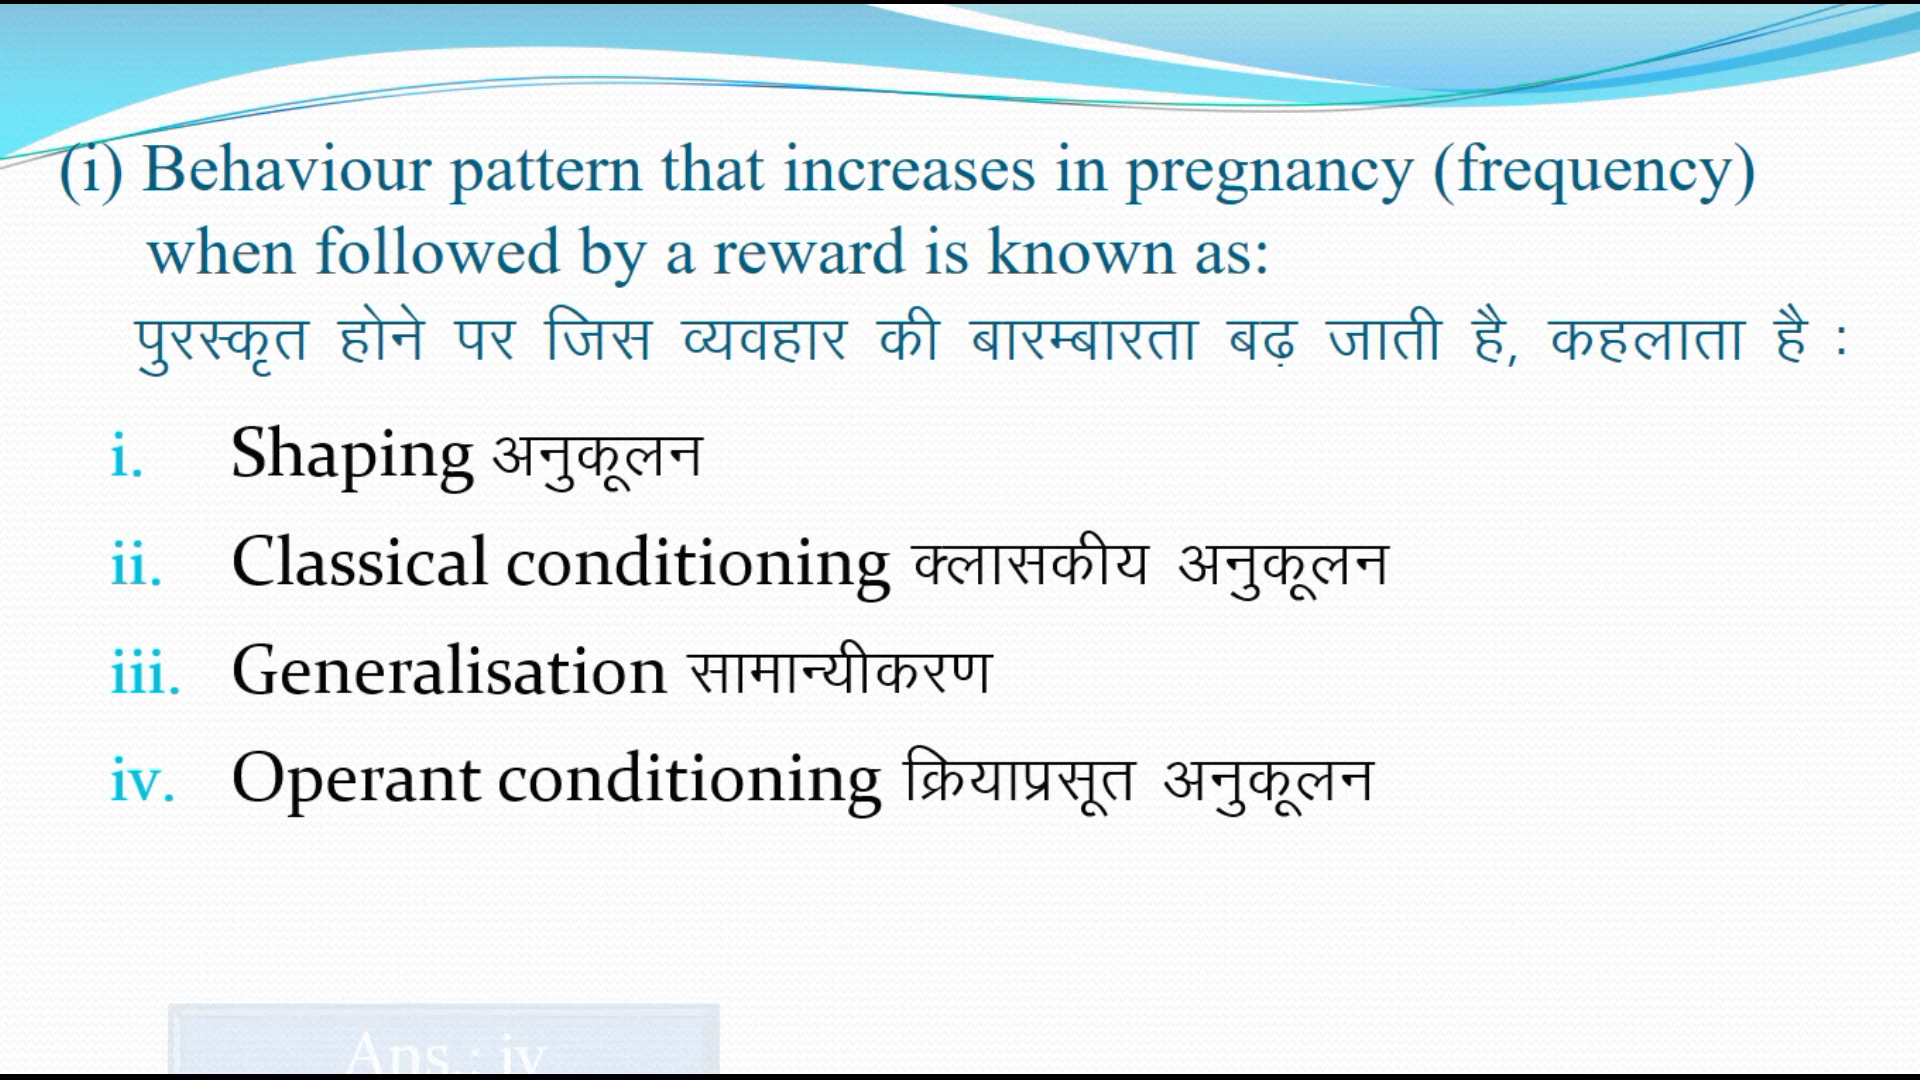 (i) Behaviour pattern that increases in pregnancy (frequency)
when followed by a reward is known as:
पुरस्कृत होने पर जिस व्यवहार की बारम्बारता बढ़ जाती है, कहलाता है :
i. Shaping अनुकूलन
ii. Classical conditioning क्लासकीय अनुकूलन
iii. Generalisation सामान्यीकरण
iv. Operant conditioning क्रियाप्रसूत अनुकूलन
Ans.: iv